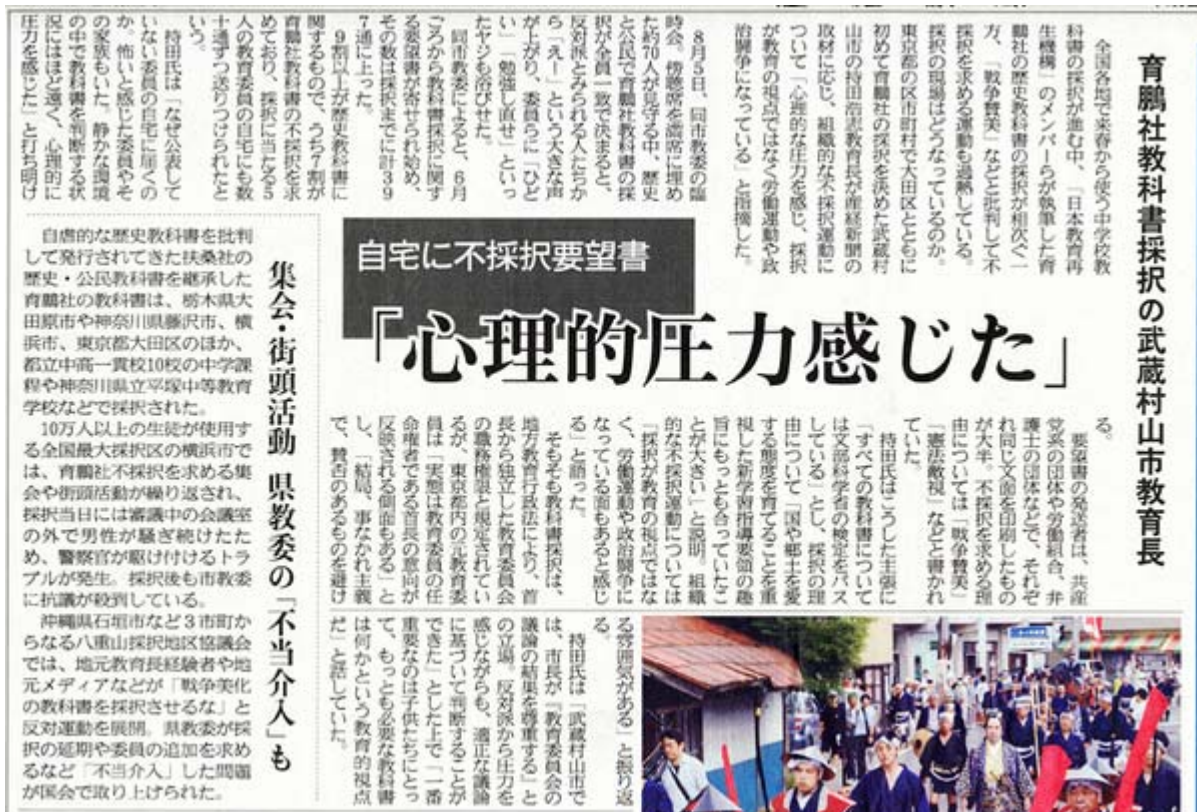 育鵬社教科書採択の武蔵村山市教育長
自宅に不採択要望書
「心理的圧力感じた」
全国各地で来春から使う中学校教
科書の採択が進む中、「日本教育再
生機構」のメンバーらが執筆した育
鵬社の歴史教科書の採択が相次ぐ一
方、「戦争賛美」などと批判して不
採択を求める運動も過熱している。
採択の現場はどうなっているのか。
東京都の区市町村で大田区とともに
初めて育鵬社の採択を決めた武蔵村
山市の持田浩志教育長が産経新聞の
取材に応じ、組織的な不採択運動に
ついて「心理的な圧力を感じ、採択
が教育の視点ではなく労働運動や政
治闘争になっている」と指摘した。
8月5日、同市教委の臨
時会。傍聴席を満席に埋め
た約70人が見守る中、歴史
と公民で育鵬社教科書の採
択が全員一致で決まると、
反対派とみられる人たちか
ら「えー」という大きな声
が上がり、委員らに「ひど
い」「勉強し直せ」といっ
たヤジも浴びせた。
同市教委によると、6月
ごろから教科書採択に関す
る要望書が寄せられ始め、
その数は採択までに計39
7通に上った。
9割以上が歴史教科書に
関するもので、うち7割が
育鵬社教科書の不採択を求
めており、採択に当たる5
人の教育委員の自宅にも数
十通ずつ送りつけられたと
いう。
持田氏は「なぜ公表して
いない委員の自宅に届くの
か。怖いと感じた委員やそ
の家族もいた。静かな環境
の中で教科書を判断する状
況にはほど遠く、心理的に
圧力を感じた」と打ち明け
る。
要望書の発送者は、共産
党系の団体や労働組合、弁
護士の団体などで、それぞ
れ同じ文面を印刷したもの
が大半。不採択を求める理
由については「戦争賛美」
「憲法敵視」などと書かれ
ていた。
持田氏はこうした主張に
「すべての教科書について
は文部科学省の検定をパス
している」とし、採択の理
由について「国や郷土を愛
する態度を育てることを重
視した新学習指導要領の趣
旨にもっとも合っていたこ
とが大きい」と説明。組織
的な不採択運動については
「採択が教育の視点ではな
く、労働運動や政治闘争に
なっている面もあると感じ
る」と語った。
そもそも教科書採択は、
地方教育行政法により、首
長から独立した教育委員会
の職務権限と規定されてい
るが、東京都内の元教育委
員は「実態は教育委員の任
命権者である首長の意向が
反映される側面もある」と
し、「結局、事なかれ主義
で、賛否のあるものを避け
る雰囲気がある」と振り返
る。
持田氏は「武蔵村山市で
は、市長が『教育委員会の
議論の結果を尊重する』と
の立場。反対派から圧力を
感じながらも、適正な議論
に基づいて判断することが
できた」とした上で「一番
重要なのは子供たちにとっ
て、もっとも必要な教科書
は何かという教育的視点
だ」と話していた。
集会・街頭活動 県教委の「不当介入」も
自虐的な歴史教科書を批判
して発行されてきた扶桑社の
歴史・公民教科書を継承した
育鵬社の教科書は、栃木県大
田原市や神奈川県藤沢市、横
浜市、東京都大田区のほか、
都立中高一貫校10校の中学課
程や神奈川県立平塚中等教育
学校などで採択された。
10万人以上の生徒が使用す
る全国最大採択区の横浜市で
は、育鵬社不採択を求める集
会や街頭活動が繰り返され、
採択当日には審議中の会議室
の外で男性が騒ぎ続けたた
め、警察官が駆け付けるトラ
ブルが発生。採択後も市教委
に抗議が殺到している。
沖縄県石垣市など3市町か
らなる八重山採択地区協議会
では、地元教育長経験者や地
元メディアなどが「戦争美化
の教科書を採択させるな」と
反対運動を展開。県教委が採
択の延期や委員の追加を求め
るなど「不当介入」した問題
が国会で取り上げられた。